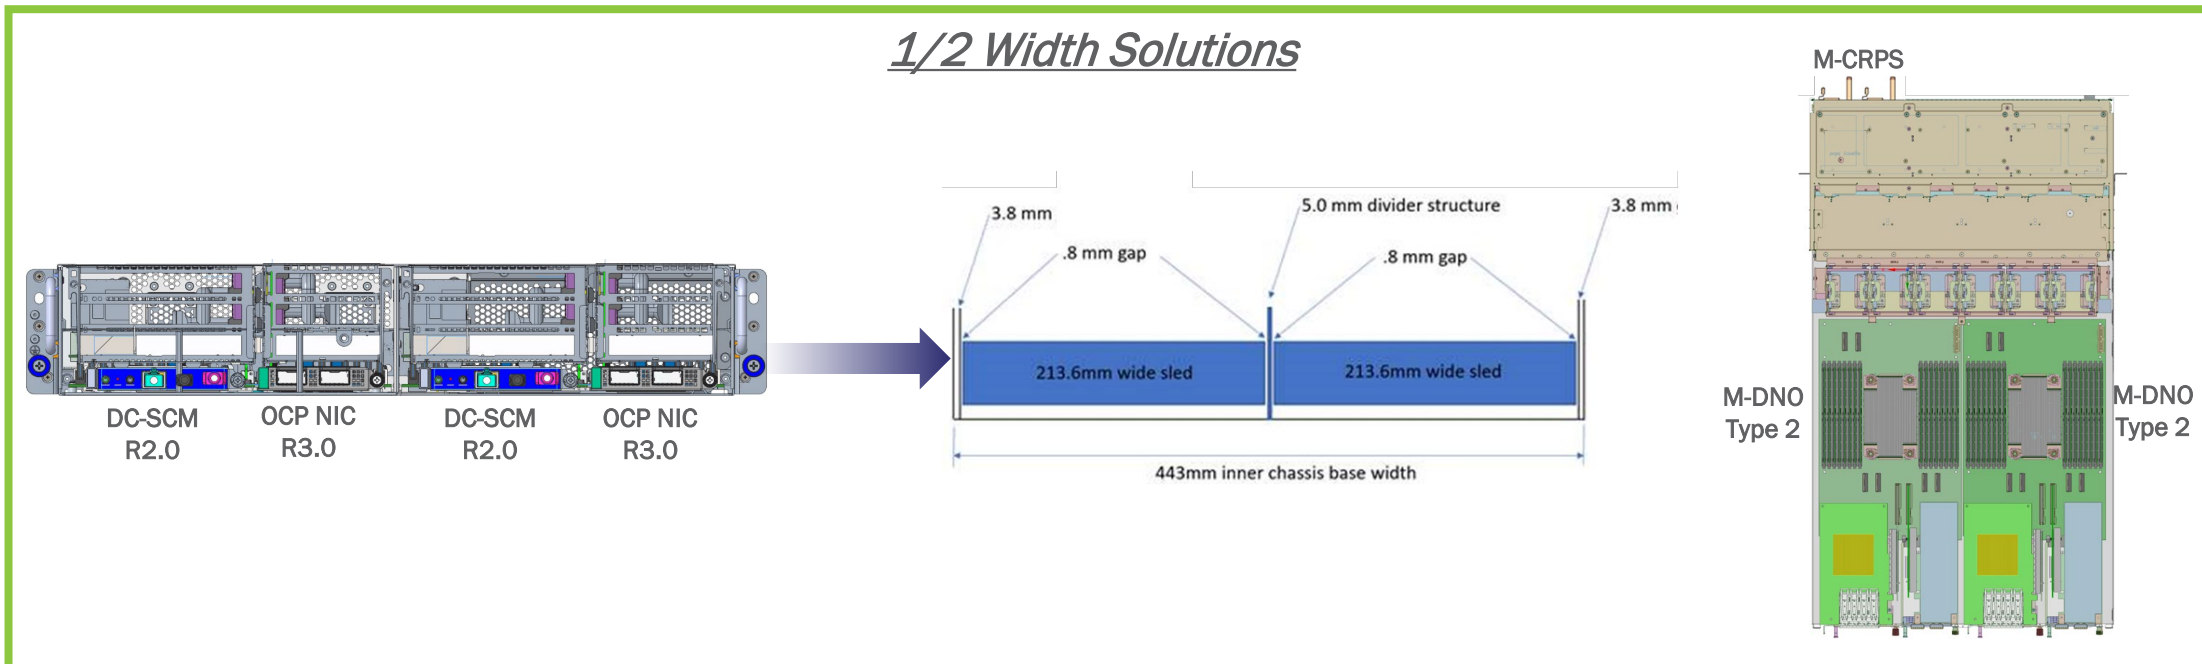 1/2 Width Solutions
M-CRPS
3.8 mm
5.0 mm divider structure
3.8 mm
.8 mm gap
.8 mm gap
213.6mm wide sled
213.6mm wide sled
443mm inner chassis base width
DC-SCM
R2.0
OCP NIC
R3.0
DC-SCM
R2.0
OCP NIC
R3.0
M-DNO
Type 2
M-DNO
Type 2